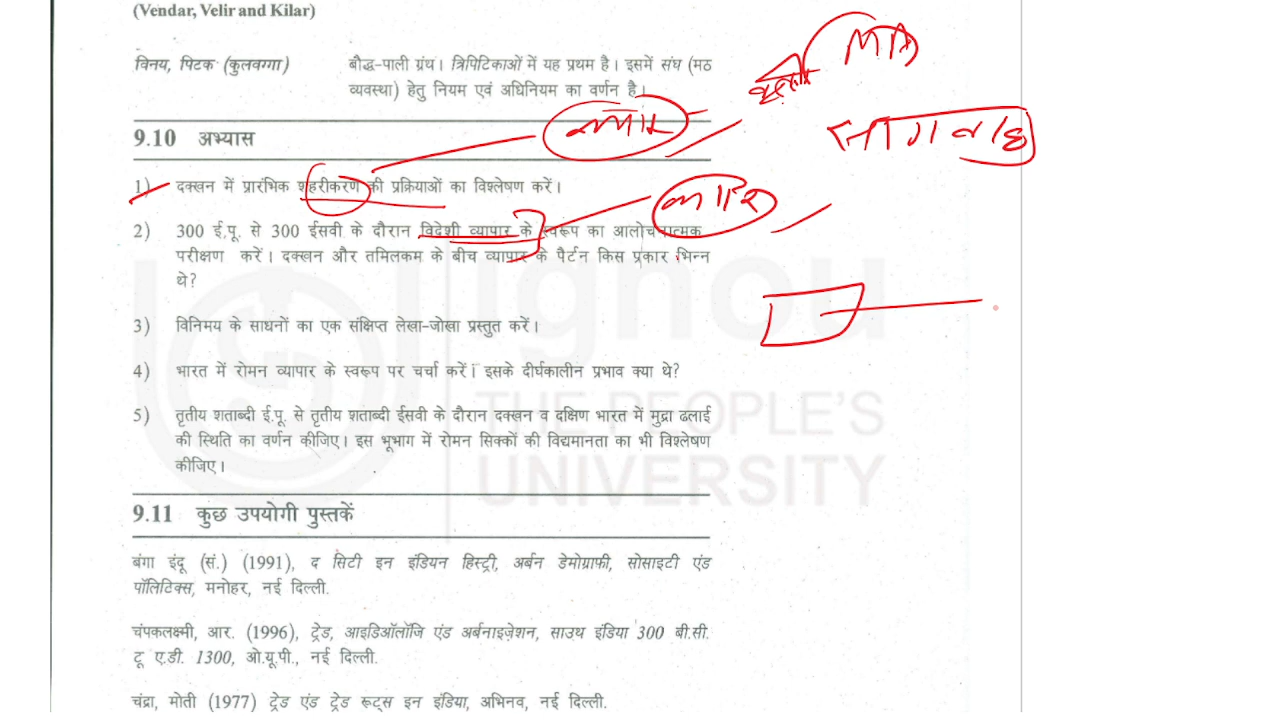 (Vendar, Velir and Kilar)
विनय, पिटक (कुलवग्गा) बौद्ध-पाली ग्रंथ। त्रिपिटिकाओं में यह प्रथम है। इसमें संघ (मठ
व्यवस्था) हेतु नियम एवं अधिनियम का वर्णन है।
9.10 अभ्यास
1) दक्खन में प्रारंभिक शहरीकरण की प्रक्रियाओं का विश्लेषण करें।
2) 300 ई.पू. से 300 ईसवी के दौरान विदेशी व्यापार के स्वरूप का आलोचनात्मक
परीक्षण करें। दक्खन और तमिलकम के बीच व्यापार के पैर्टन किस प्रकार भिन्न
थे?
3) विनिमय के साधनों का एक संक्षिप्त लेखा-जोखा प्रस्तुत करें।
4) भारत में रोमन व्यापार के स्वरूप पर चर्चा करें। इसके दीर्घकालीन प्रभाव क्या थे?
5) तृतीय शताब्दी ई.पू. से तृतीय शताब्दी ईसवी के दौरान दक्खन व दक्षिण भारत में मुद्रा ढलाई
की स्थिति का वर्णन कीजिए। इस भूभाग में रोमन सिक्कों की विद्यमानता का भी विश्लेषण
कीजिए।
ignou
THE PEOPLE'S
UNIVERSITY
9.11 कुछ उपयोगी पुस्तकें
बंगा इंदू (सं.) (1991), द सिटी इन इंडियन हिस्ट्री, अर्बन डेमोग्राफी, सोसाइटी एंड
पॉलिटिक्स, मनोहर, नई दिल्ली.
चंपकलक्ष्मी, आर. (1996), ट्रेड, आइडिऑलॉजि एंड अर्बनाइज़ेशन, साउथ इंडिया 300 बी.सी.
टू ए.डी. 1300, ओ.यू.पी., नई दिल्ली.
चंद्रा, मोती (1977) ट्रेड एंड ट्रेड रूट्स इन इंडिया, अभिनव, नई दिल्ली.